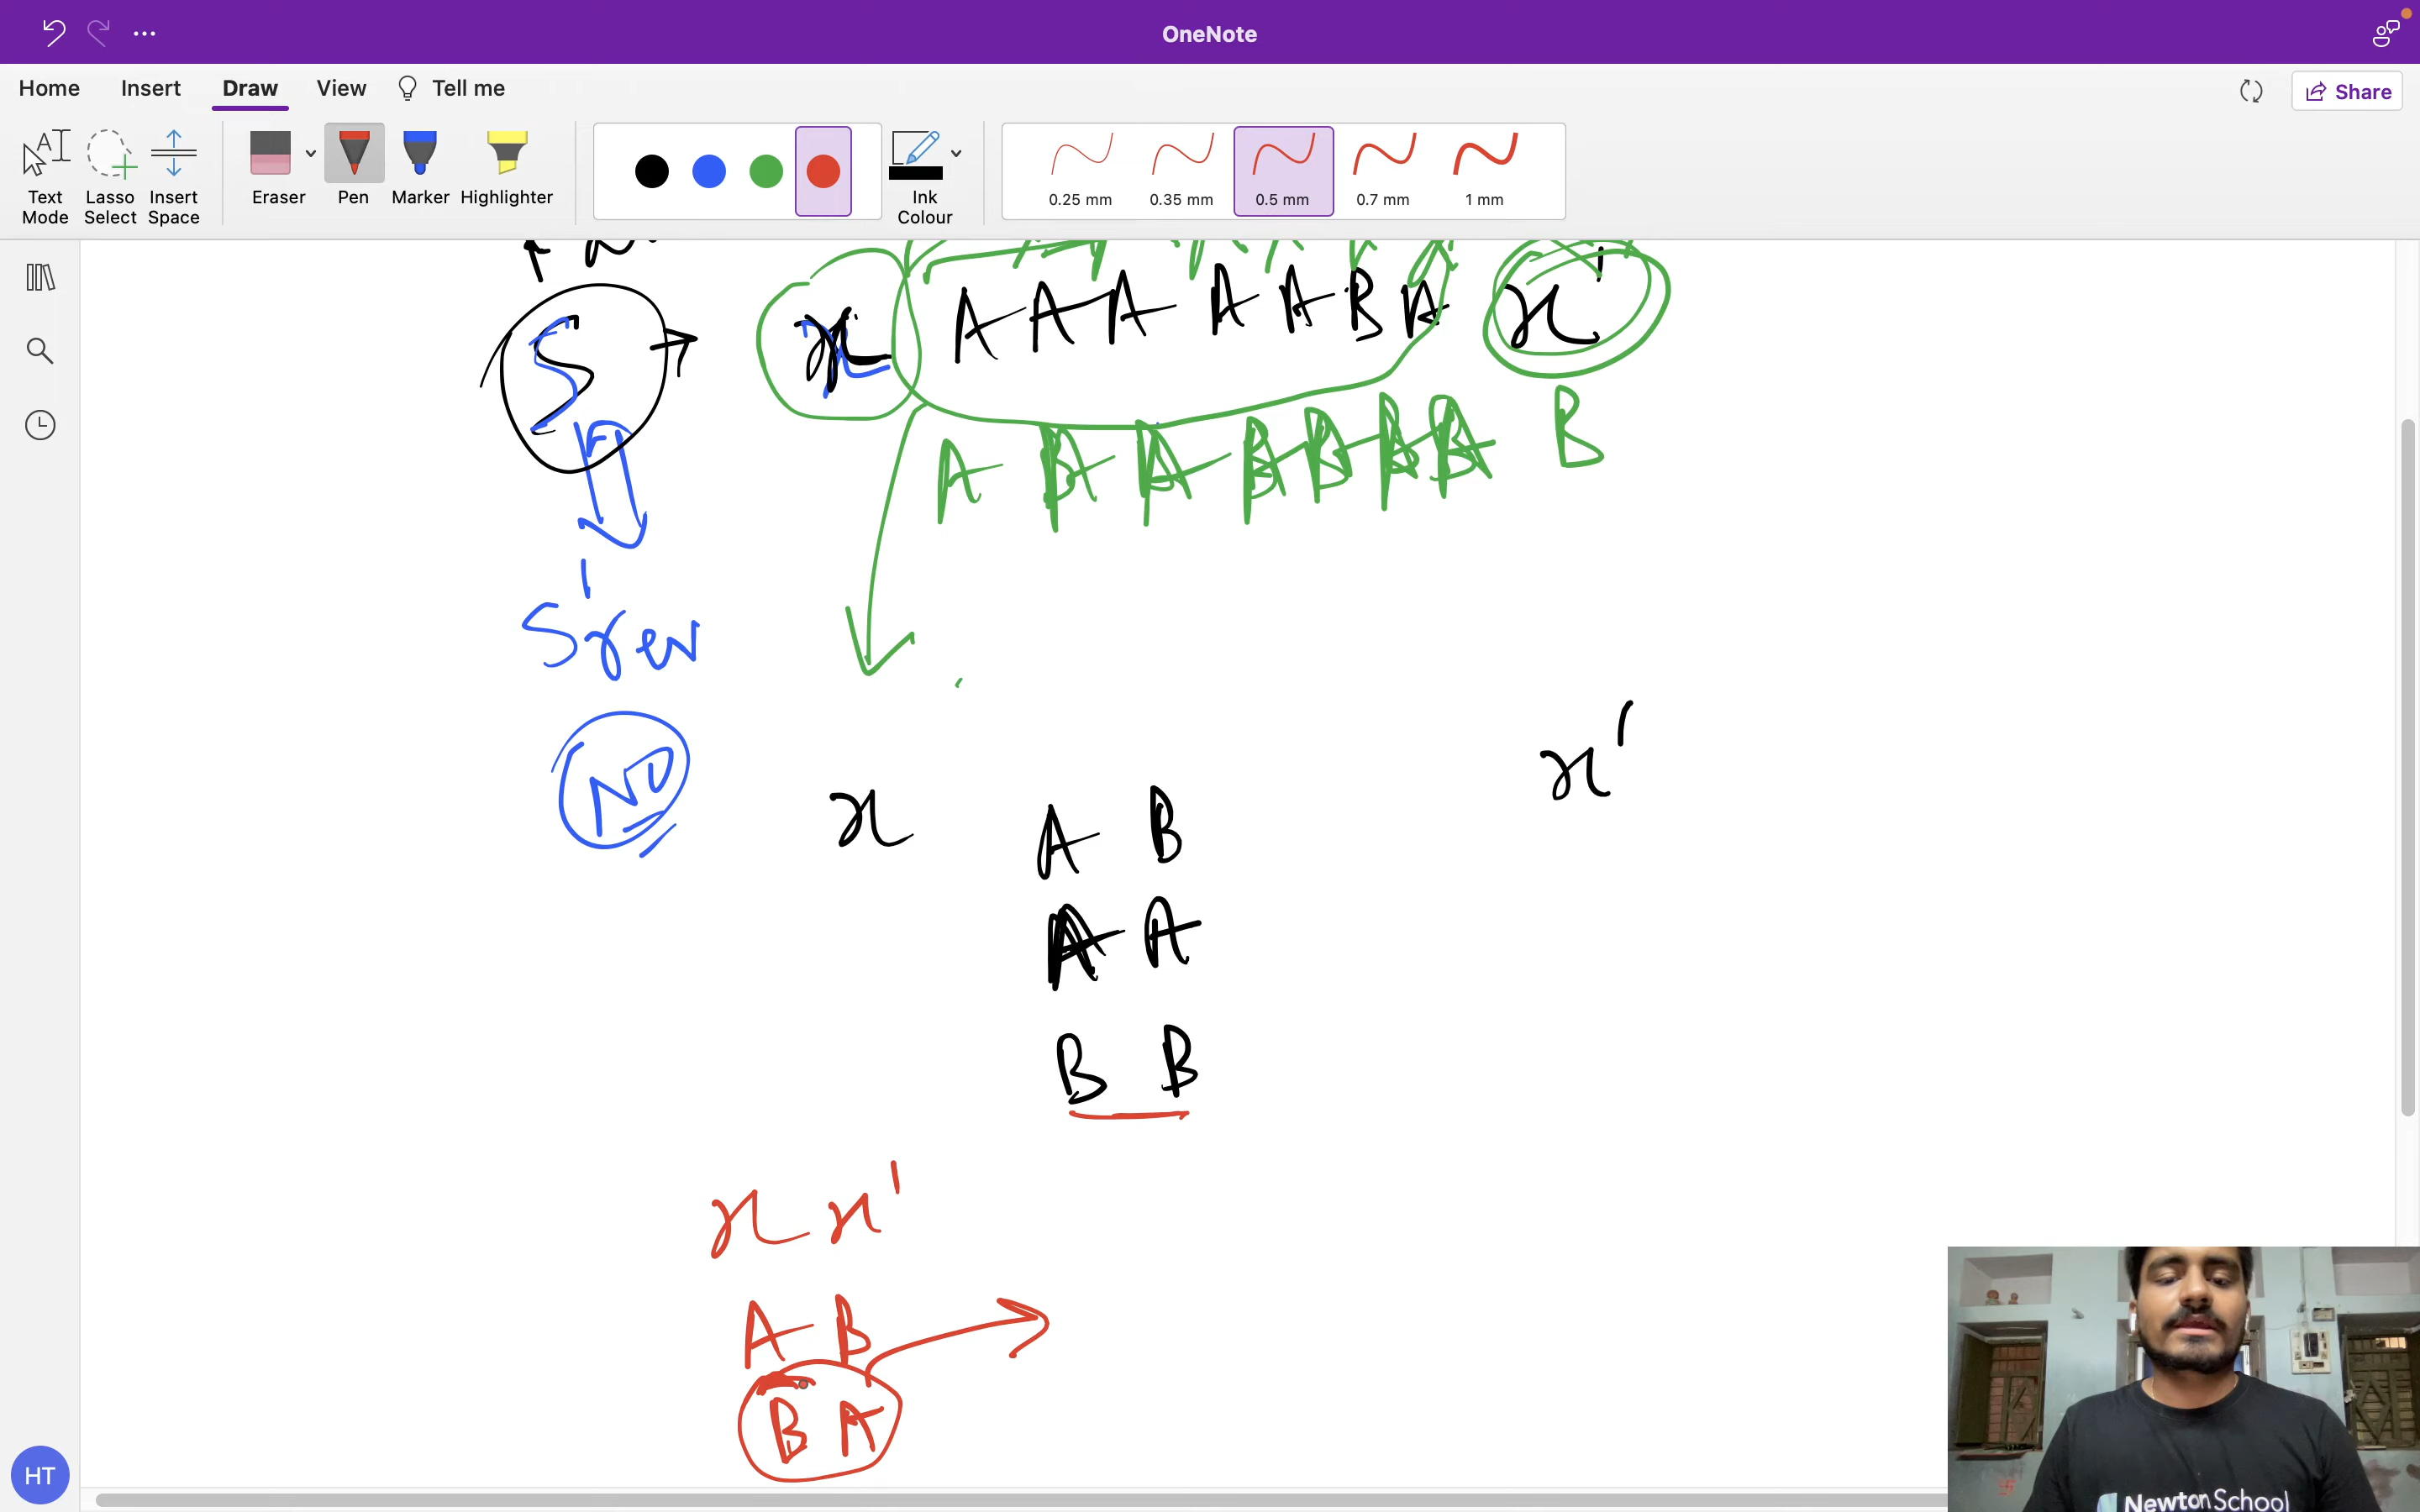 OneNote
Home Insert Draw View Tell me Share
Text Mode
Lasso Select
Insert Space
Eraser
Pen
Marker
Highlighter
Ink Colour
0.25 mm 0.35 mm 0.5 mm 0.7 mm 1 mm
S x A A A A A B A x'
B
S'rev
NO
x A B x'
A A
B B
x x'
A B
B A
HT
Newton School